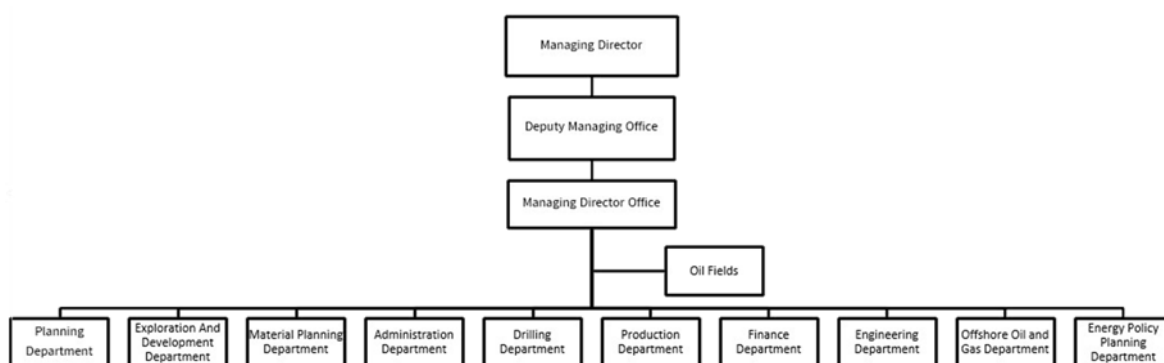 Managing Director
Deputy Managing Office
Managing Director Office
Oil Fields
Planning
Department
Exploration And
Development
Department
Material Planning
Department
Administration
Department
Drilling
Department
Production
Department
Finance
Department
Engineering
Department
Offshore Oil and
Gas Department
Energy Policy
Planning
Department